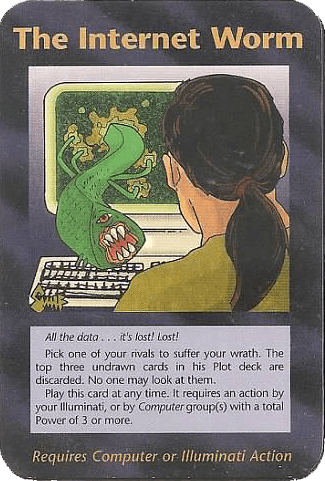 The Internet Worm
All the data . . . it's lost! Lost!
Pick one of your rivals to suffer your wrath. The
top three undrawn cards in his Plot deck are
discarded. No one may look at them.
Play this card at any time. It requires an action by
your Illuminati, or by Computer group(s) with a total
Power of 3 or more.
Requires Computer or Illuminati Action